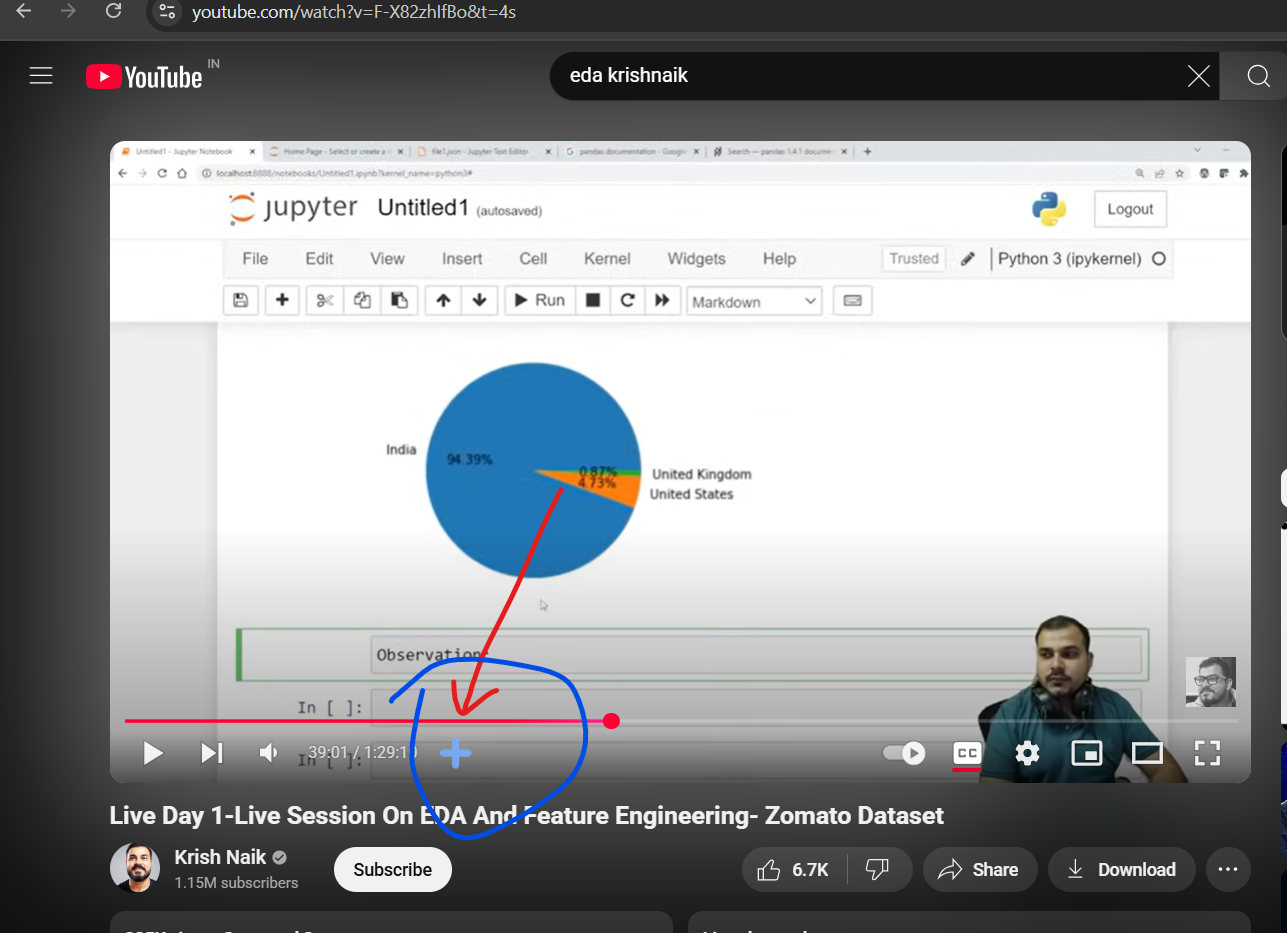 youtube.com/watch?v=F-X82zhlfBo&t=4s
YouTube IN
eda krishnaik
Untitled1 - Jupyter Notebook
Home Page - Select or create a
file1.json - Jupyter Text Editor
pandas documentation - Googl
Search — pandas 1.4.1 docume
localhost:8888/notebooks/Untitled1.ipynb?kernel_name=python3#
jupyter Untitled1 (autosaved)
Logout
File Edit View Insert Cell Kernel Widgets Help
Trusted
Python 3 (ipykernel)
Run
Markdown
India
94.39%
0.87%
4.73%
United Kingdom
United States
Observation:
In [ ]:
In [ ]:
39:01 / 1:29:10
CC
Live Day 1-Live Session On EDA And Feature Engineering- Zomato Dataset
Krish Naik
1.15M subscribers
Subscribe
6.7K
Share
Download